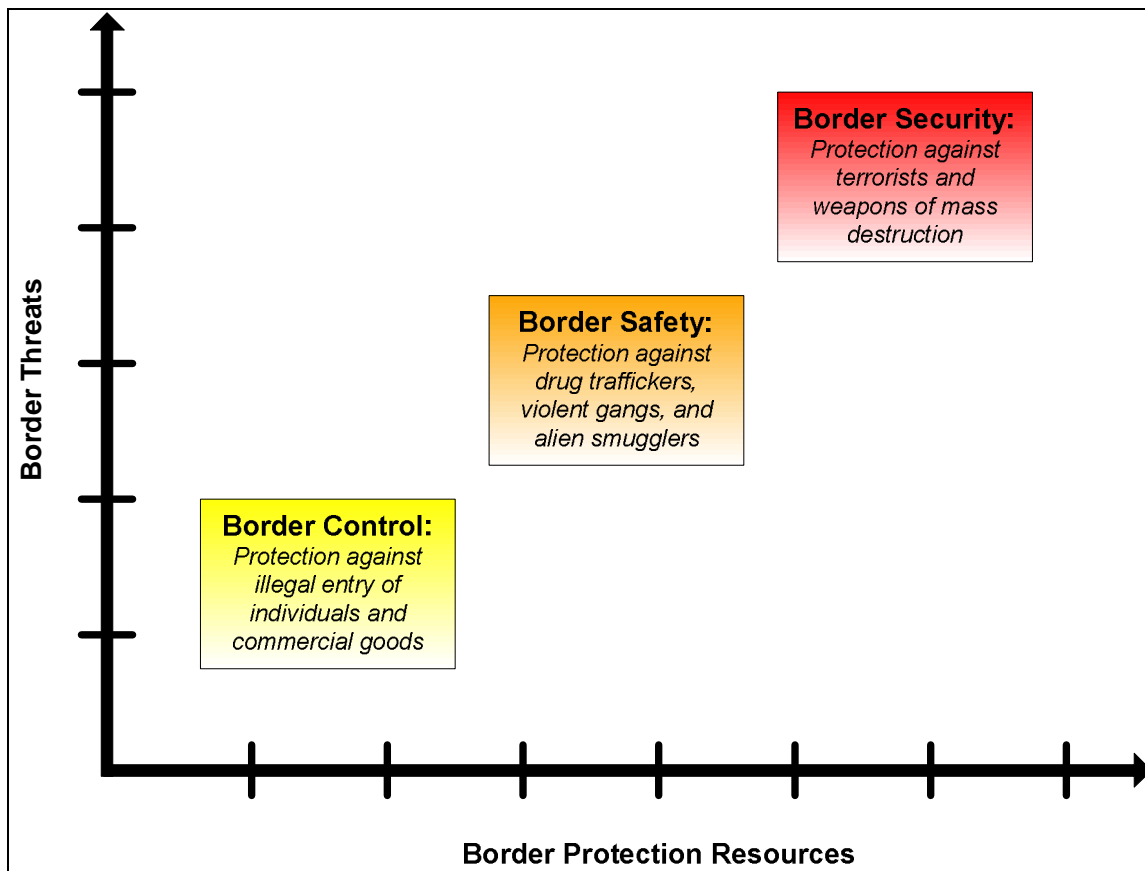 Border Security:
Protection against
terrorists and
weapons of mass
destruction
Border Safety:
Protection against
drug traffickers,
violent gangs, and
alien smugglers
Border Control:
Protection against
illegal entry of
individuals and
commercial goods
Border Threats
Border Protection Resources